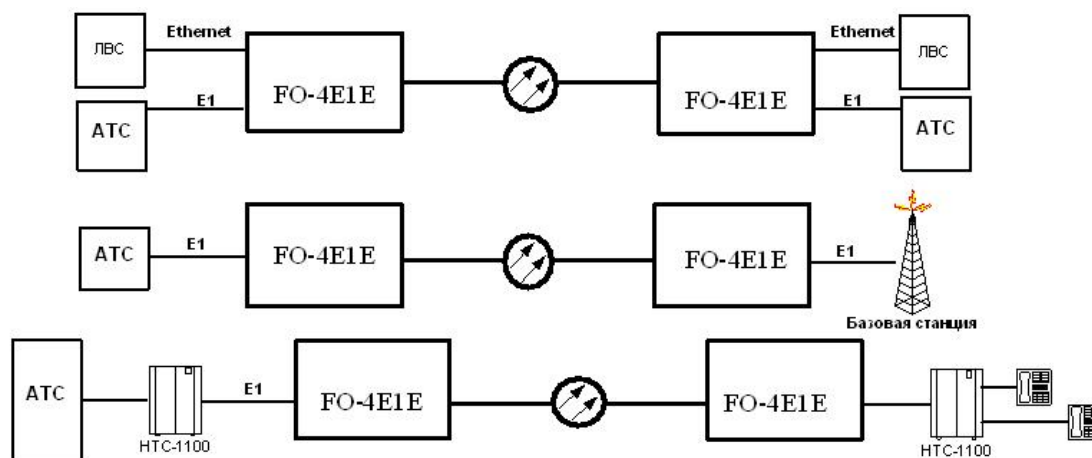 ЛВС
Ethernet
FO-4E1E
FO-4E1E
Ethernet
ЛВС
АТС
E1
E1
АТС
АТС
E1
FO-4E1E
FO-4E1E
E1
Базовая станция
АТС
E1
FO-4E1E
FO-4E1E
НТС-1100
НТС-1100